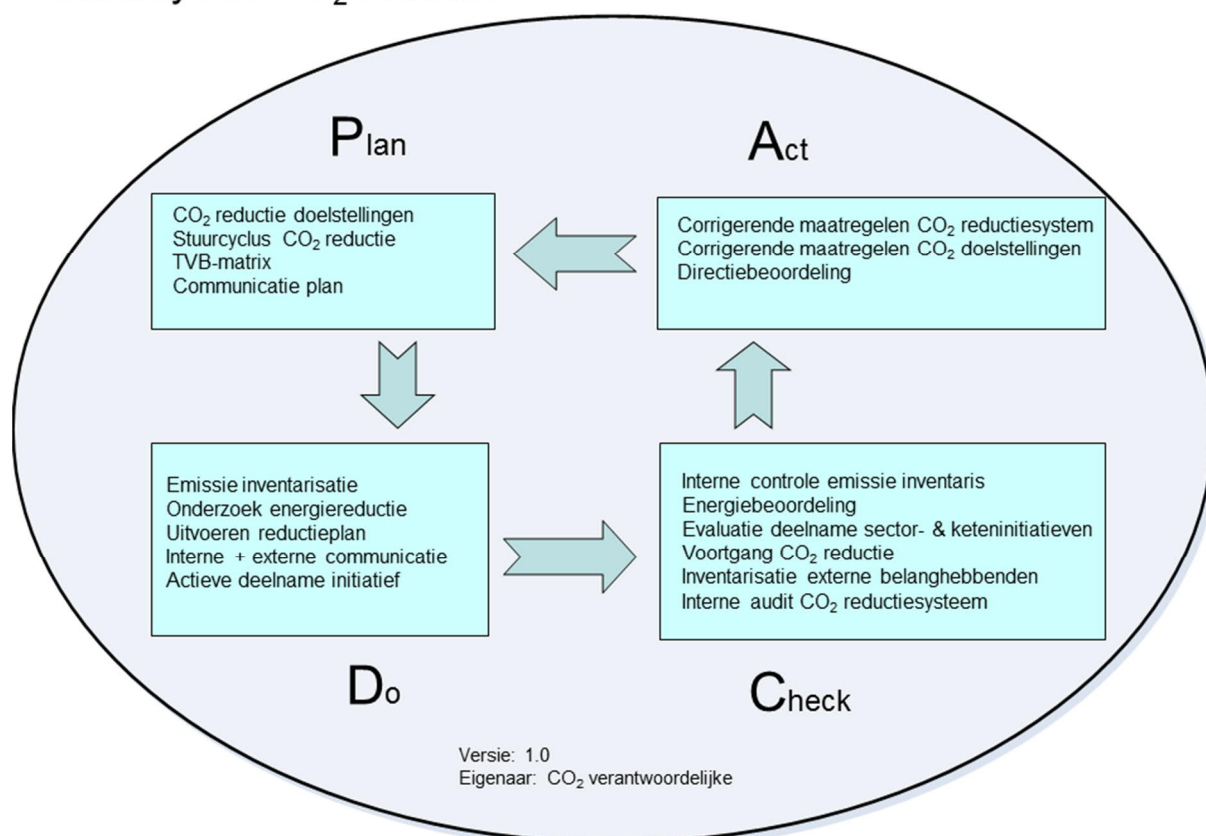 Plan
CO₂ reductie doelstellingen
Stuurcyclus CO₂ reductie
TVB-matrix
Communicatie plan
Act
Corrigerende maatregelen CO₂ reductiesystem
Corrigerende maatregelen CO₂ doelstellingen
Directiebeoordeling
Emissie inventarisatie
Onderzoek energiereductie
Uitvoeren reductieplan
Interne + externe communicatie
Actieve deelname initiatief
Do
Interne controle emissie inventaris
Energiebeoordeling
Evaluatie deelname sector- & keteninitiatieven
Voortgang CO₂ reductie
Inventarisatie externe belanghebbenden
Interne audit CO₂ reductiesysteem
Check
Versie: 1.0
Eigenaar: CO₂ verantwoordelijke